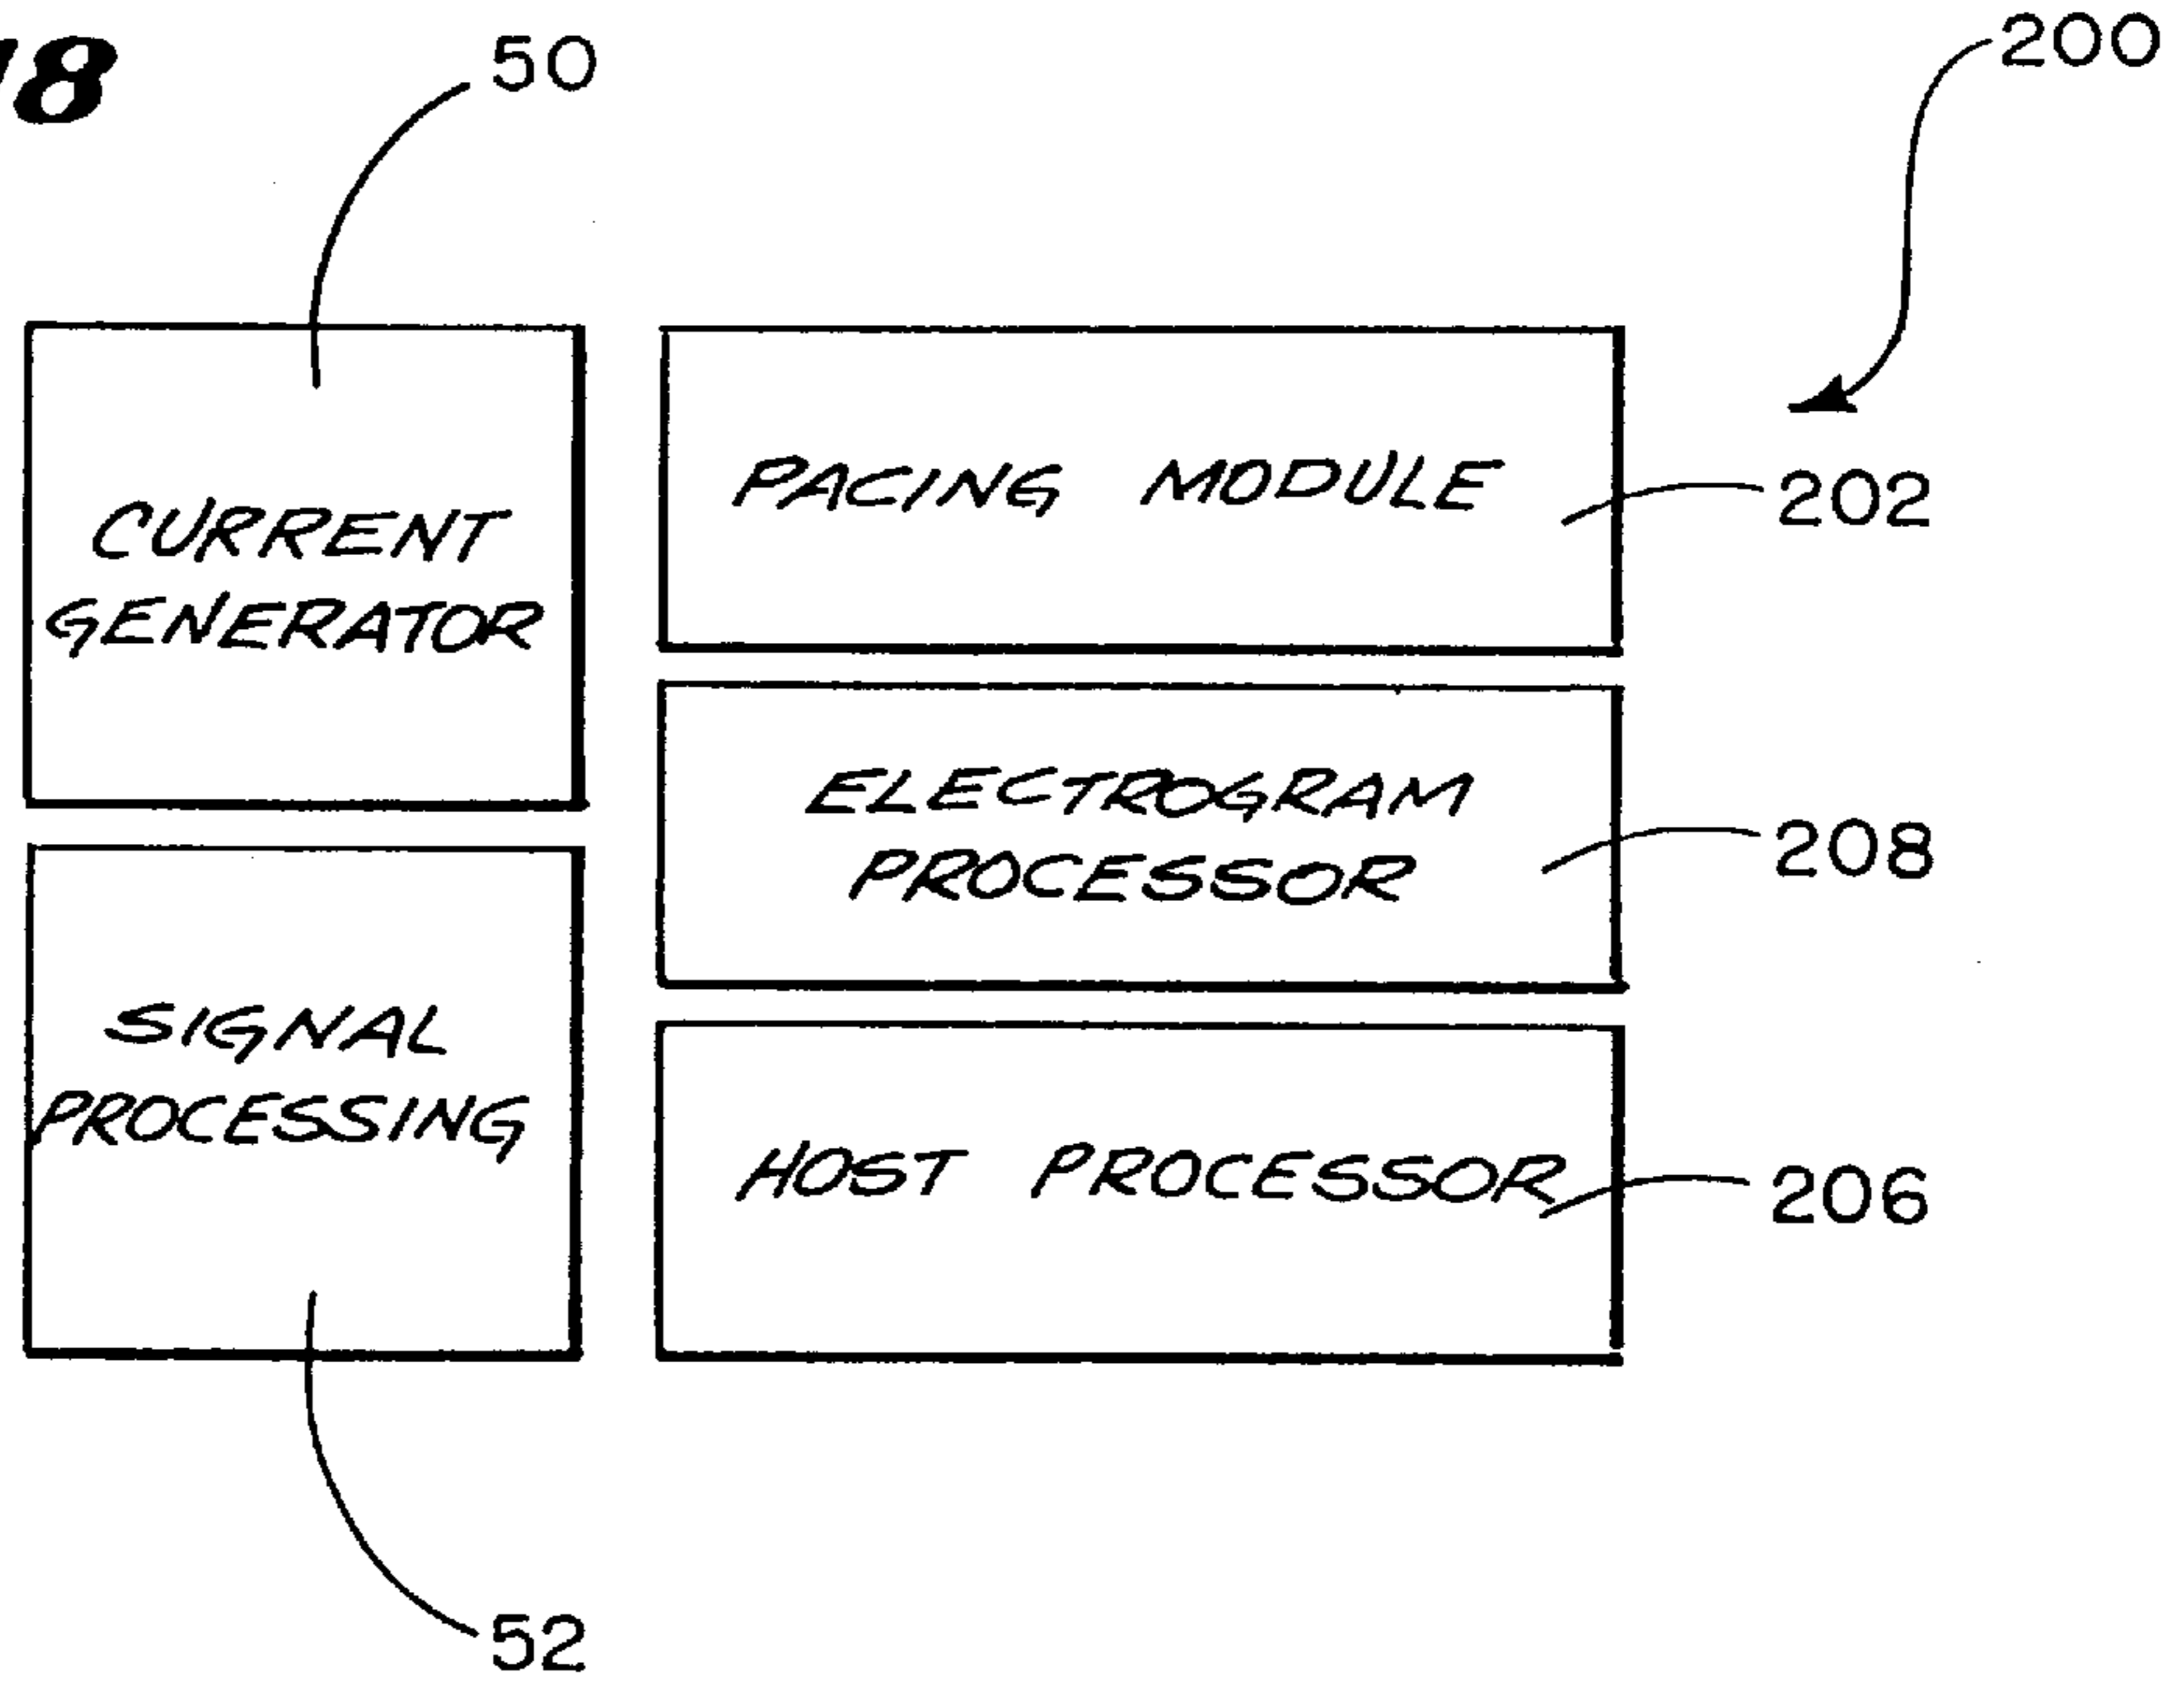 18
50
200
CURRENT
GENERATOR
PACING MODULE
202
ELECTROGRAM
PROCESSOR
208
SIGNAL
PROCESSING
HOST PROCESSOR
206
52